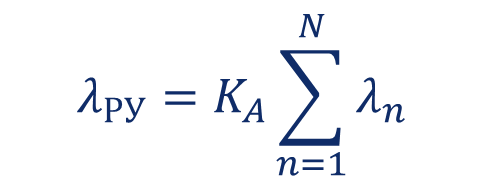 λ_РУ = K_A ∑_{n=1}^{N} λ_n